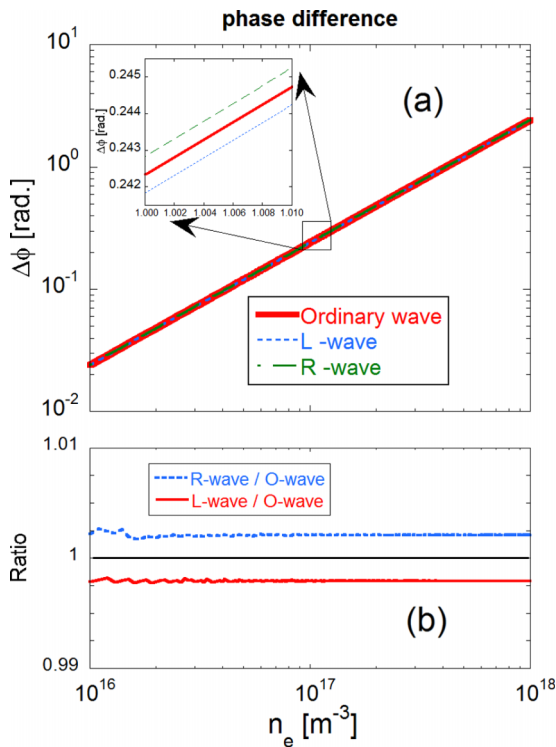 phase difference
10^1
10^0
10^-1
10^-2
Δϕ [rad.]
(a)
0.245
0.244
0.243
0.242
Δϕ [rad.]
1.000 1.002 1.004 1.006 1.008 1.010
Ordinary wave
L -wave
R -wave
1.01
1
0.99
Ratio
R-wave / O-wave
L-wave / O-wave
(b)
10^16 10^17 10^18
n_e [m^-3]